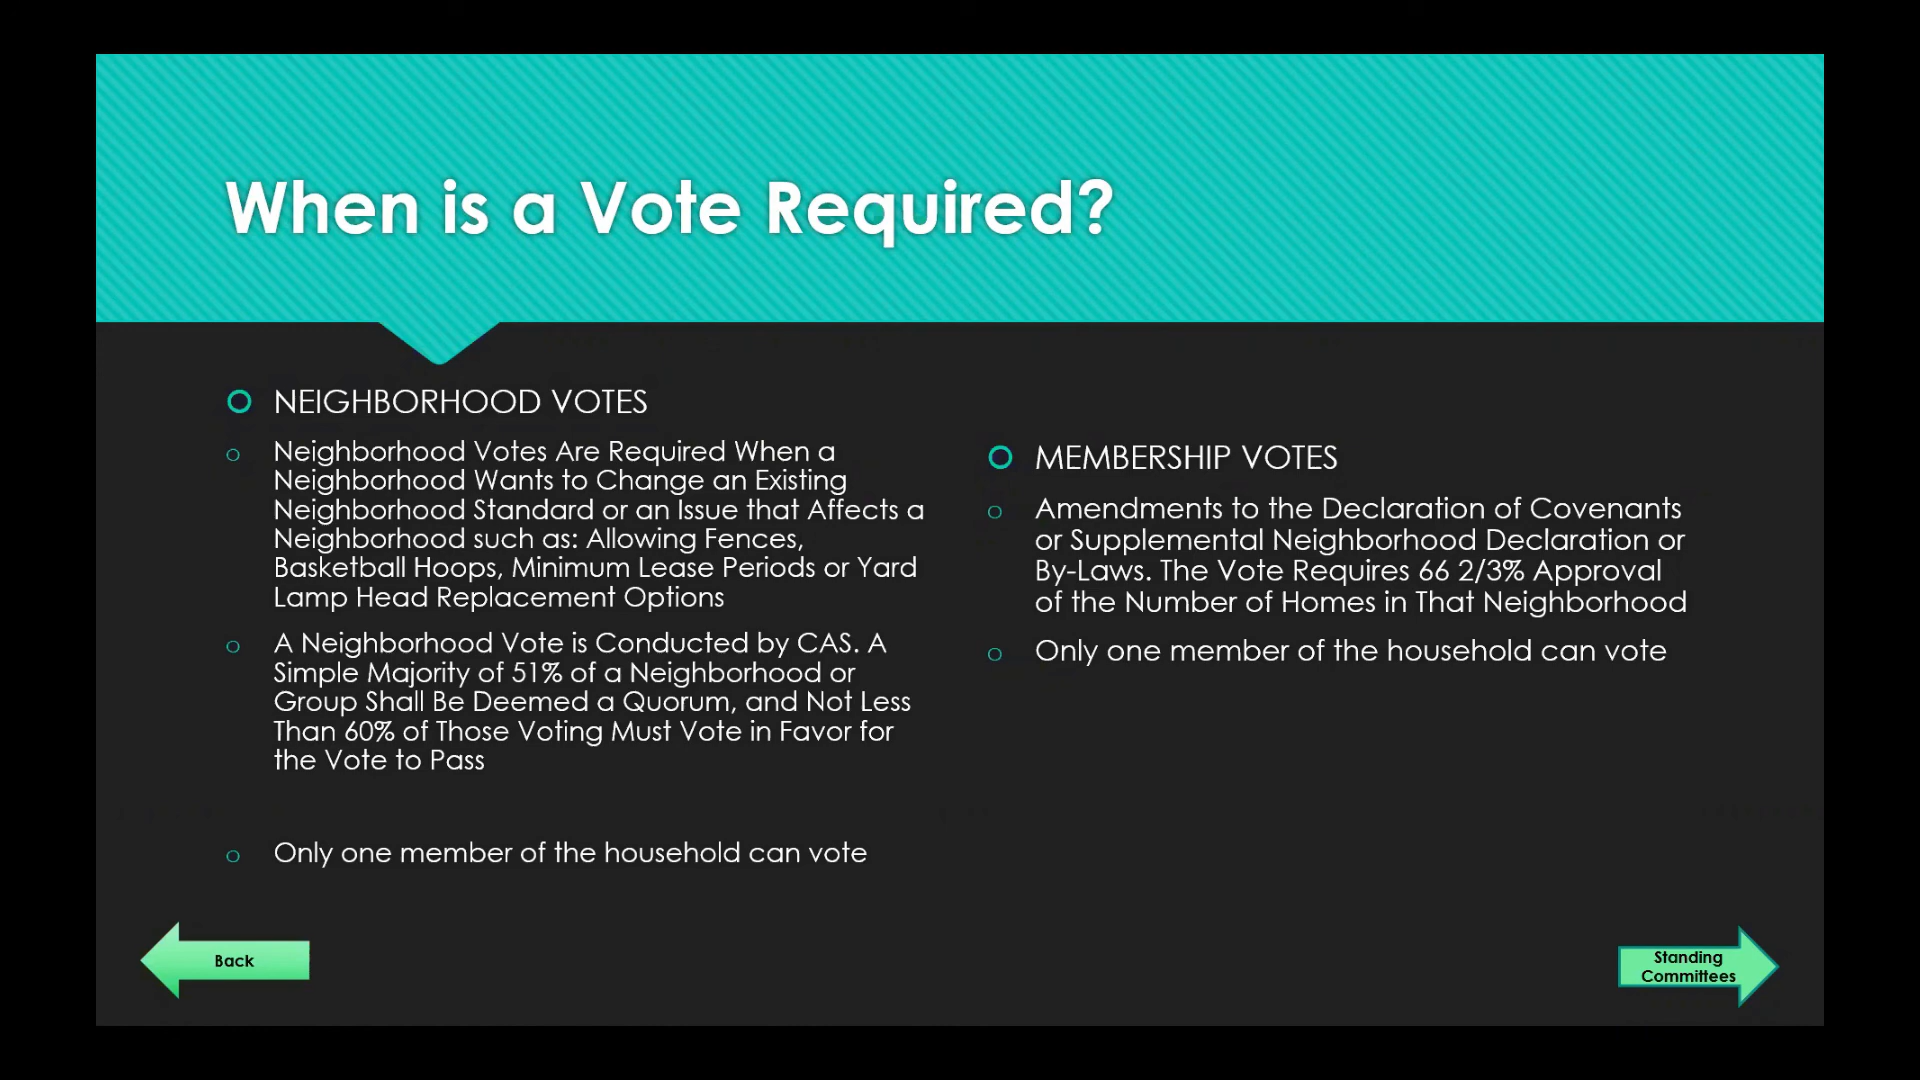 When is a Vote Required?
NEIGHBORHOOD VOTES
Neighborhood Votes Are Required When a
Neighborhood Wants to Change an Existing
Neighborhood Standard or an Issue that Affects a
Neighborhood such as: Allowing Fences,
Basketball Hoops, Minimum Lease Periods or Yard
Lamp Head Replacement Options
A Neighborhood Vote is Conducted by CAS. A
Simple Majority of 51% of a Neighborhood or
Group Shall Be Deemed a Quorum, and Not Less
Than 60% of Those Voting Must Vote in Favor for
the Vote to Pass
Only one member of the household can vote
MEMBERSHIP VOTES
Amendments to the Declaration of Covenants
or Supplemental Neighborhood Declaration or
By-Laws. The Vote Requires 66 2/3% Approval
of the Number of Homes in That Neighborhood
Only one member of the household can vote
Back
Standing
Committees